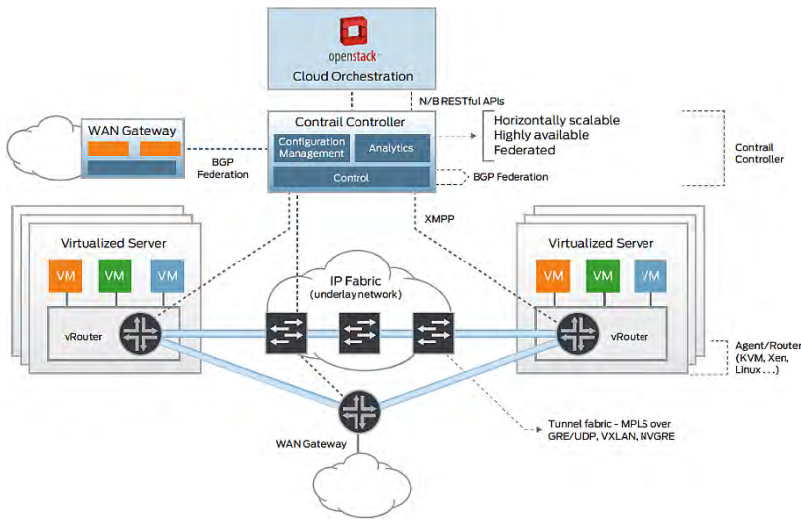 openstack
Cloud Orchestration
N/B RESTful APIs
Contrail Controller
Configuration
Management
Analytics
Control
Horizontally scalable
Highly available
Federated
Contrail
Controller
WAN Gateway
BGP
Federation
BGP Federation
XMPP
Virtualized Server
VM
VM
VM
vRouter
IP Fabric
(underlay network)
Virtualized Server
VM
VM
VM
vRouter
Agent/Router
(KVM, Xen,
Linux ...)
WAN Gateway
Tunnel fabric - MPLS over
GRE/UDP, VXLAN, NVGRE